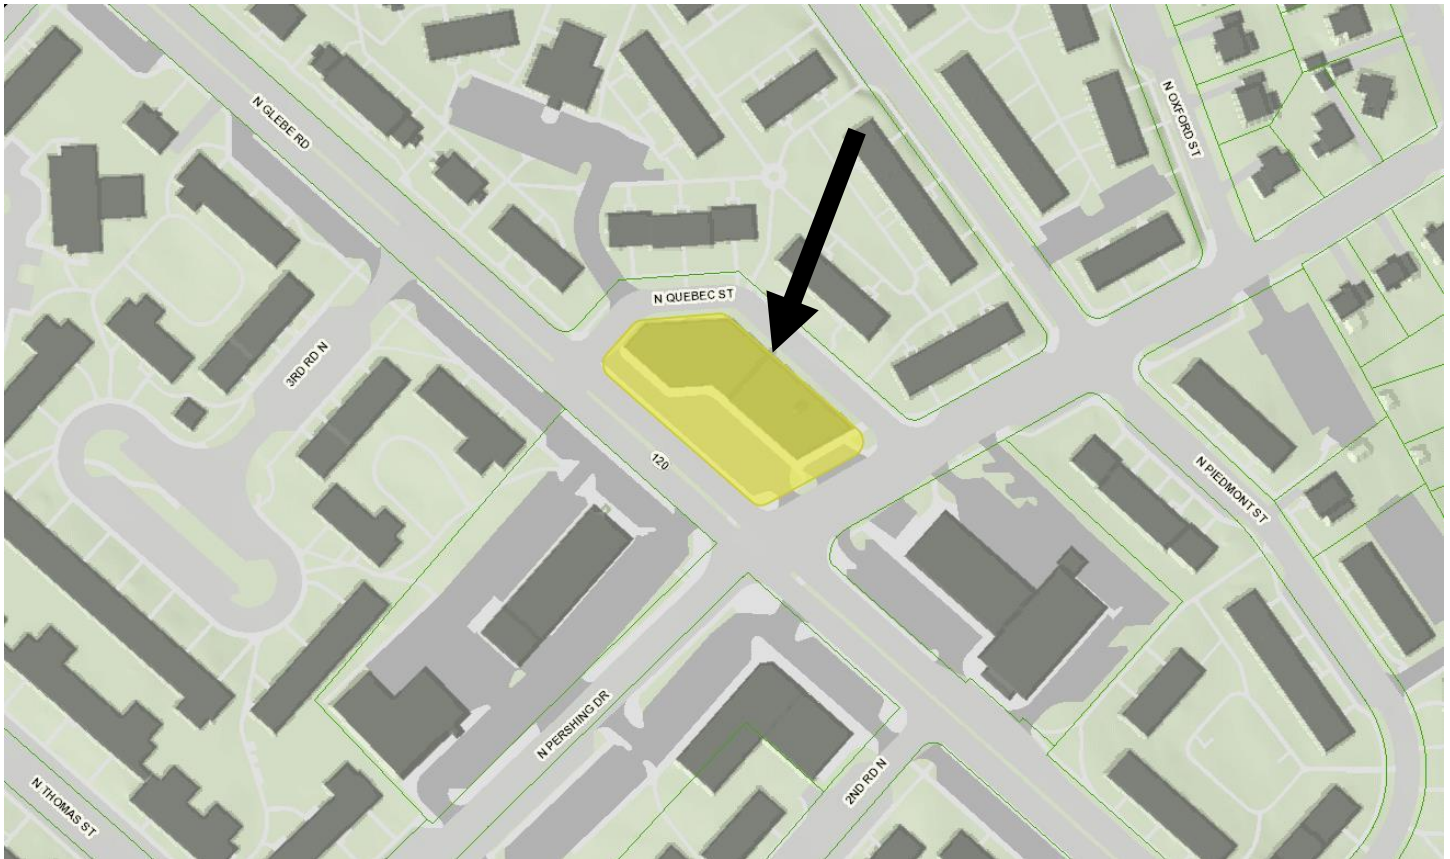 N GLEBE RD
N OXFORD ST
N QUEBEC ST
3RD RD N
120
N PIEDMONT ST
N PERSHING DR
2ND RD N
N THOMAS ST